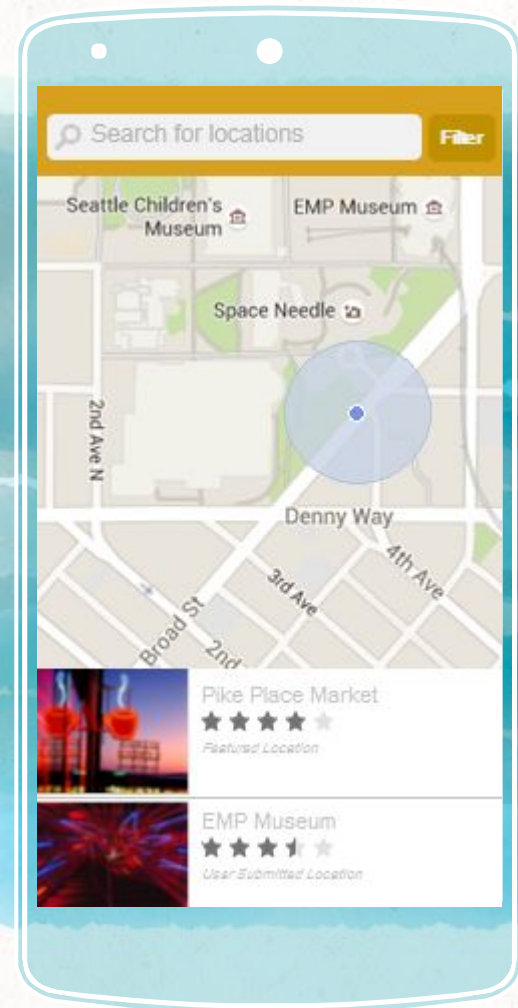 Search for locations
Filter
Seattle Children's
Museum
EMP Museum
Space Needle
2nd Ave N
Denny Way
4th Ave
3rd Ave
Broad St
2nd
Pike Place Market
Featured Location
EMP Museum
User Submitted Location